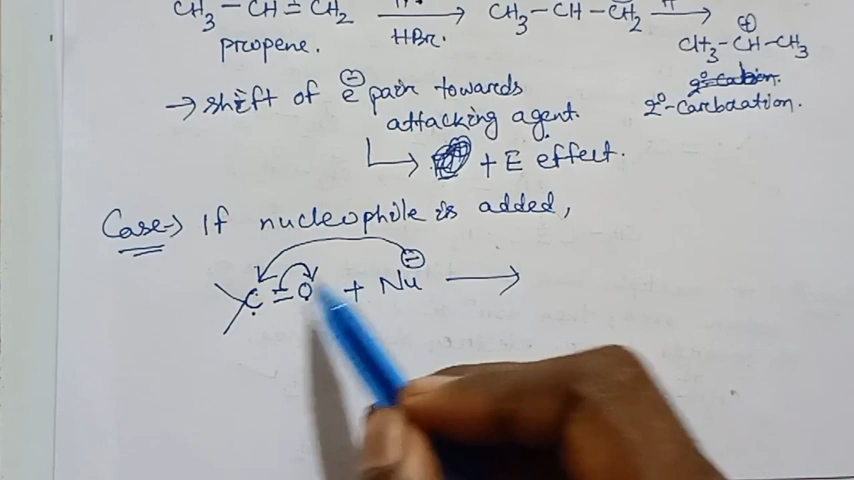 CH3 - CH = CH2 → CH3 - CH - CH2 →
HBr.
propene.
CH3 - CH - CH3
⊕
2°-Carbocation.
→ shift of e pair towards
⊖
attacking agent.
↳ + E effect.
Case → If nucleophile is added,
C = O + Nu →
⊖